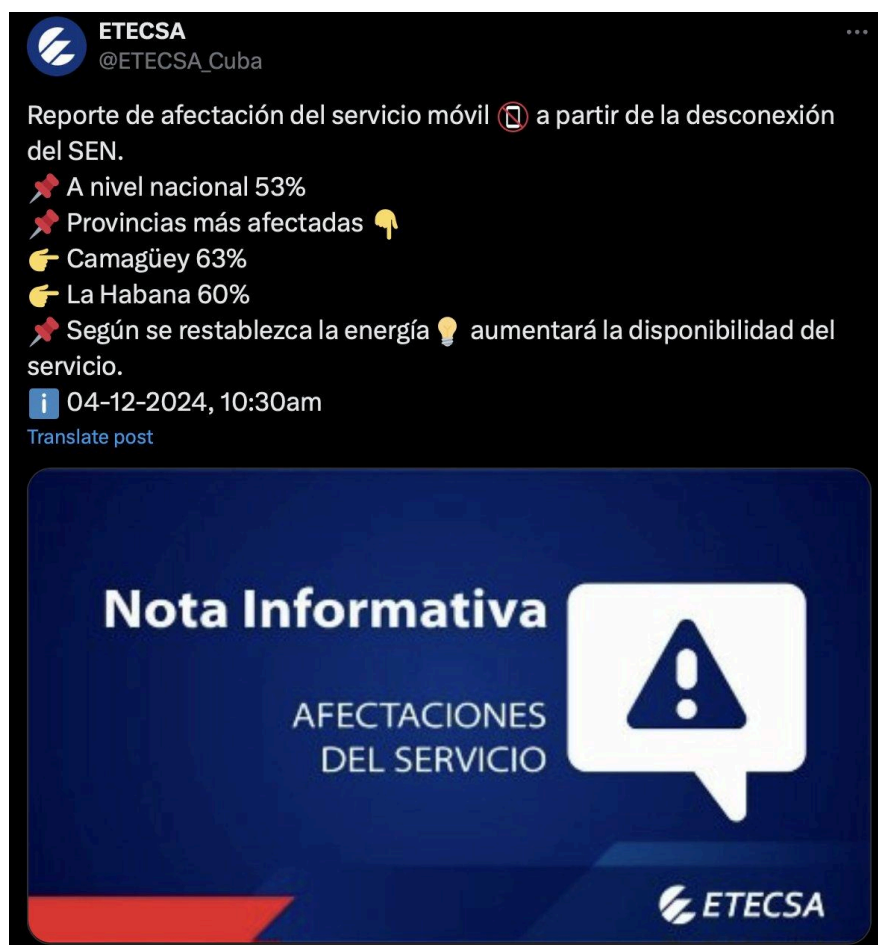 ETECSA
@ETECSA_Cuba
Reporte de afectación del servicio móvil 📵 a partir de la desconexión
del SEN.
📌 A nivel nacional 53%
📌 Provincias más afectadas 👇
👉 Camagüey 63%
👉 La Habana 60%
📌 Según se restablezca la energía 💡 aumentará la disponibilidad del
servicio.
ℹ️ 04-12-2024, 10:30am
Translate post
Nota Informativa
AFECTACIONES
DEL SERVICIO
ETECSA